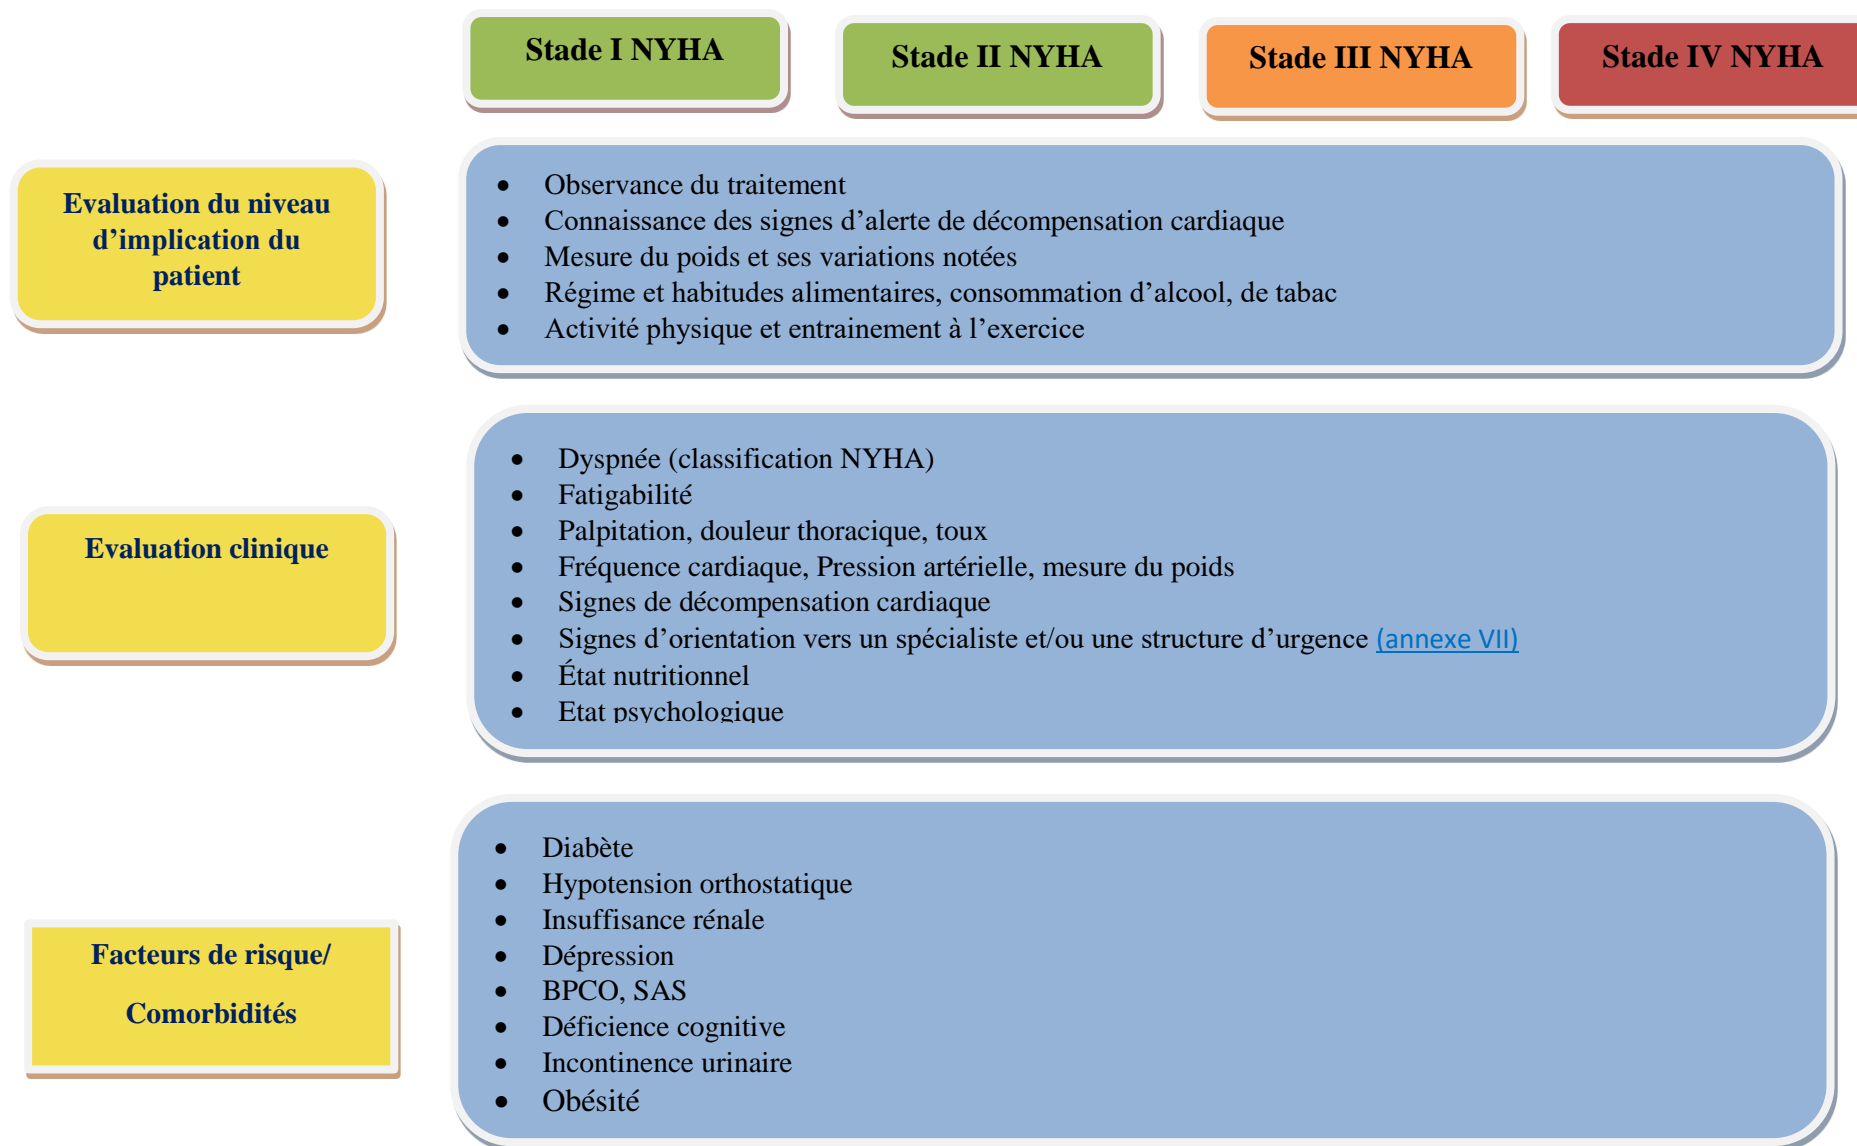 Stade I NYHA
Stade II NYHA
Stade III NYHA
Stade IV NYHA
Evaluation du niveau
d’implication du
patient
• Observance du traitement
• Connaissance des signes d’alerte de décompensation cardiaque
• Mesure du poids et ses variations notées
• Régime et habitudes alimentaires, consommation d’alcool, de tabac
• Activité physique et entrainement à l’exercice
Evaluation clinique
• Dyspnée (classification NYHA)
• Fatigabilité
• Palpitation, douleur thoracique, toux
• Fréquence cardiaque, Pression artérielle, mesure du poids
• Signes de décompensation cardiaque
• Signes d’orientation vers un spécialiste et/ou une structure d’urgence (annexe VII)
• État nutritionnel
• Etat psychologique
Facteurs de risque/
Comorbidités
• Diabète
• Hypotension orthostatique
• Insuffisance rénale
• Dépression
• BPCO, SAS
• Déficience cognitive
• Incontinence urinaire
• Obésité